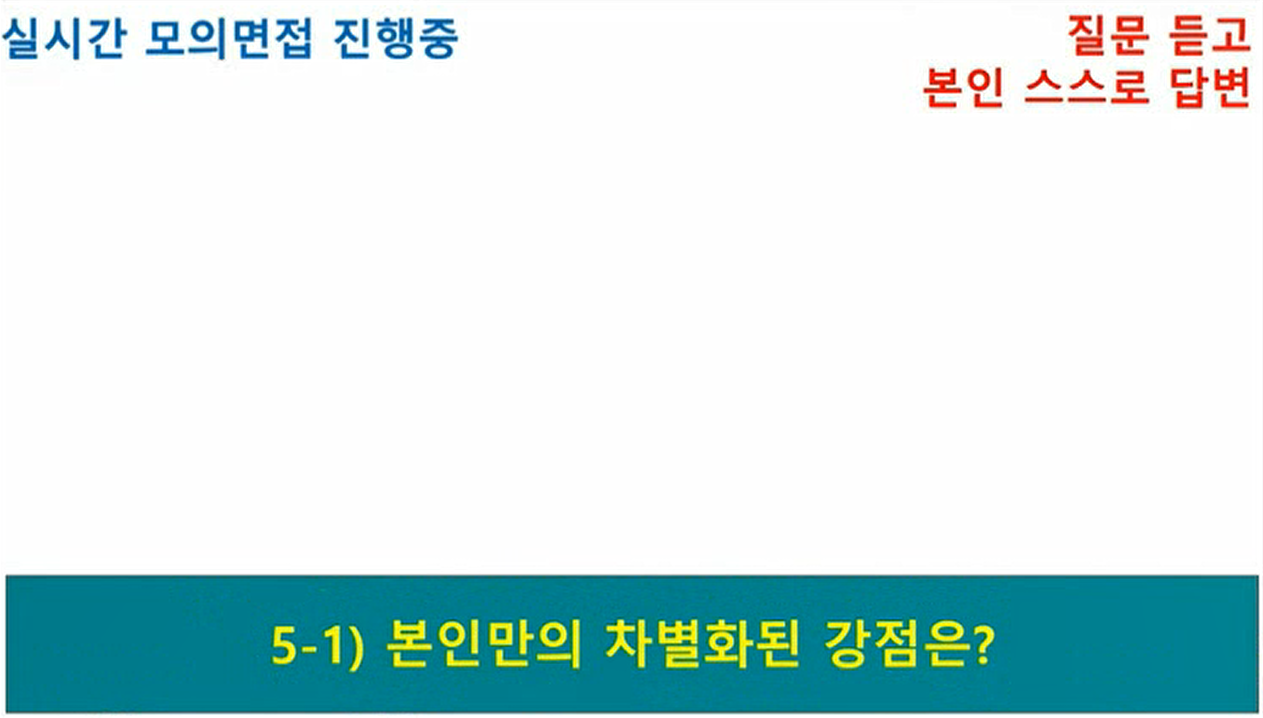 실시간 모의면접 진행중
질문 듣고
본인 스스로 답변
5-1) 본인만의 차별화된 강점은?